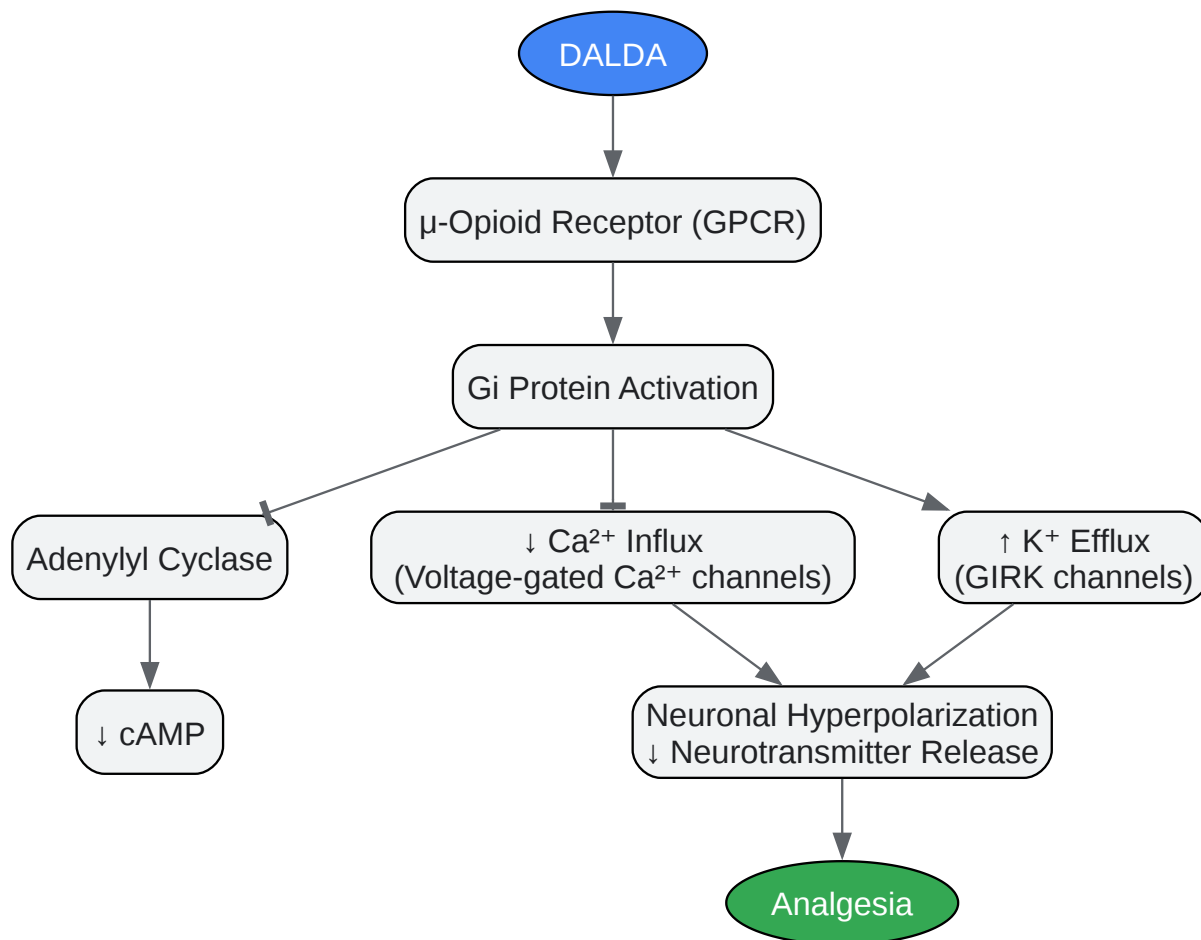 DALDA
μ-Opioid Receptor (GPCR)
Gi Protein Activation
Adenylyl Cyclase
↓ Ca²⁺ Influx
(Voltage-gated Ca²⁺ channels)
↑ K⁺ Efflux
(GIRK channels)
↓ cAMP
Neuronal Hyperpolarization
↓ Neurotransmitter Release
Analgesia